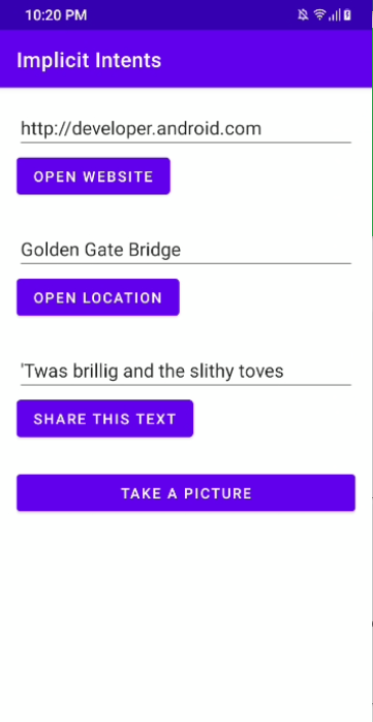 10:20 PM
Implicit Intents
http://developer.android.com
OPEN WEBSITE
Golden Gate Bridge
OPEN LOCATION
'Twas brillig and the slithy toves
SHARE THIS TEXT
TAKE A PICTURE